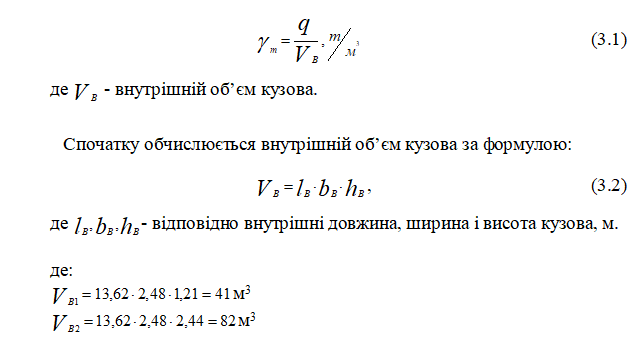 γ_т = q / V_В , т/м³ (3.1)
де V_В - внутрішній об’єм кузова.
Спочатку обчислюється внутрішній об’єм кузова за формулою:
V_В = l_В · b_В · h_В , (3.2)
де l_В, b_В, h_В - відповідно внутрішні довжина, ширина і висота кузова, м.
де:
V_В1 = 13,62 · 2,48 · 1,21 = 41 м³
V_В2 = 13,62 · 2,48 · 2,44 = 82 м³